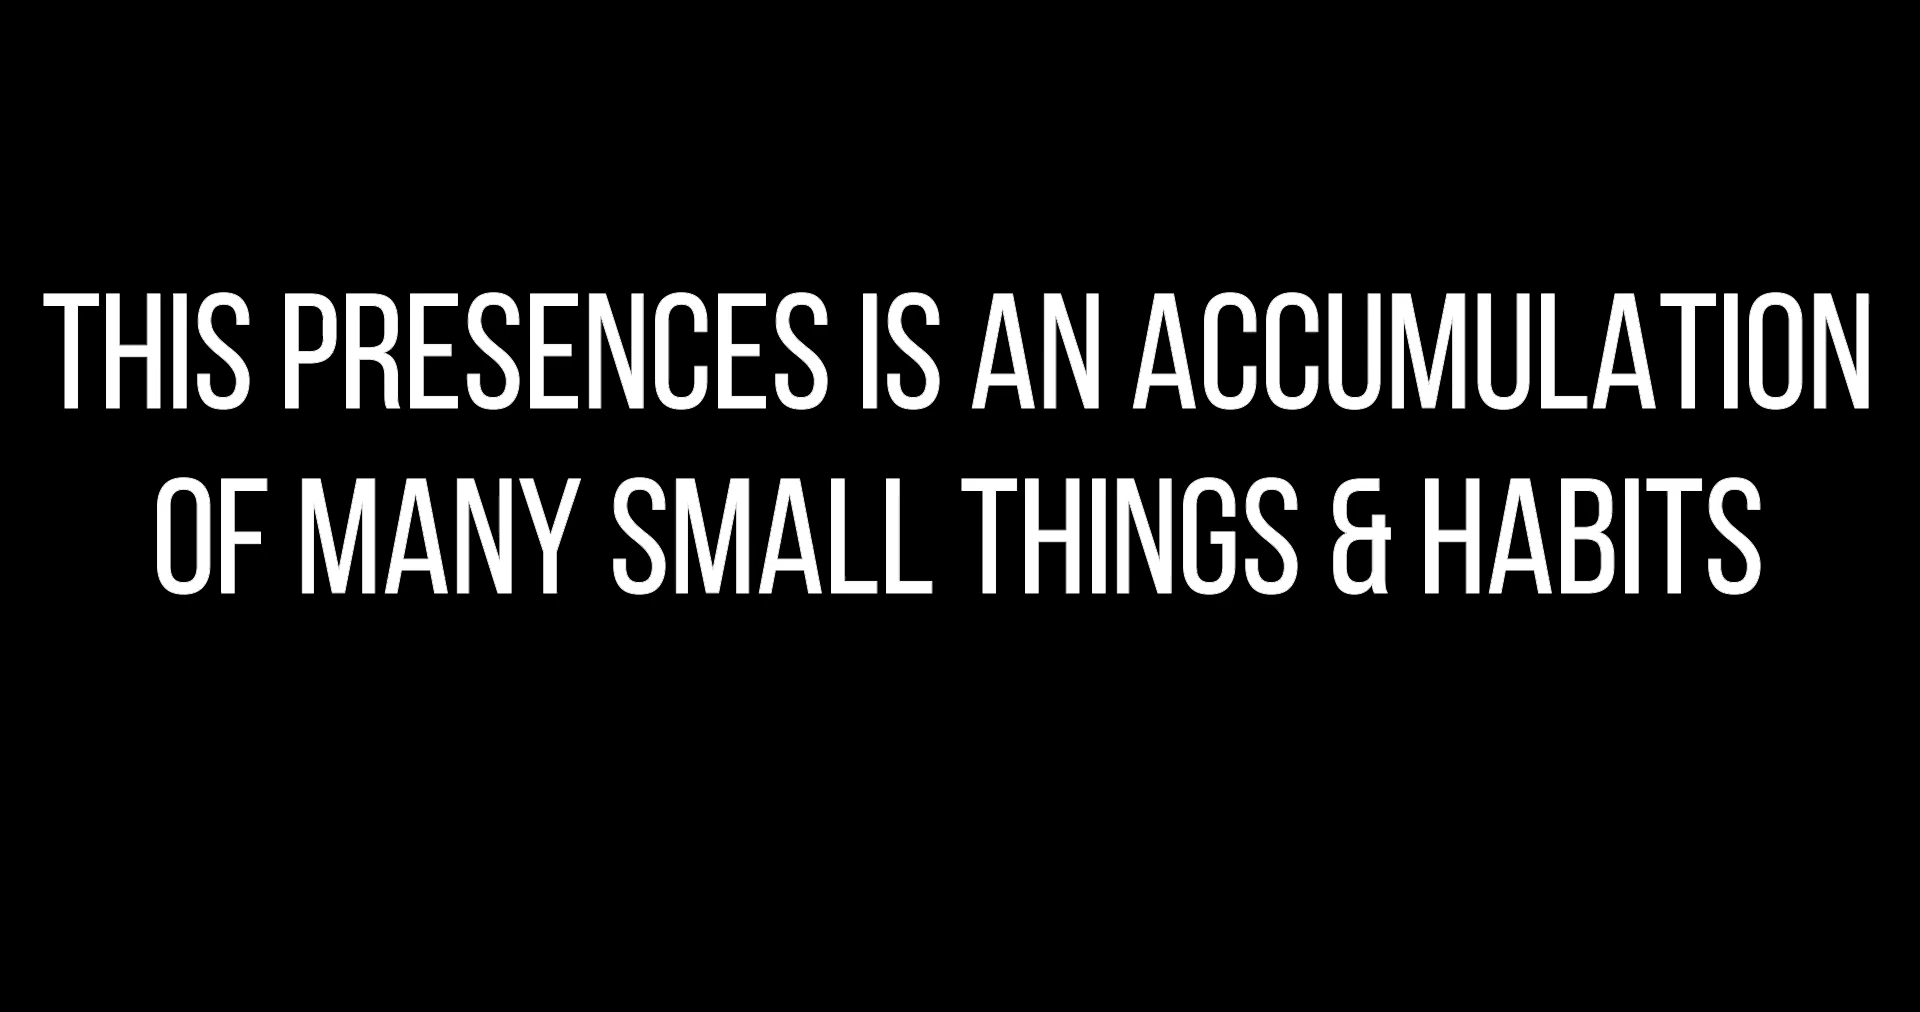 THIS PRESENCES IS AN ACCUMULATION
OF MANY SMALL THINGS & HABITS